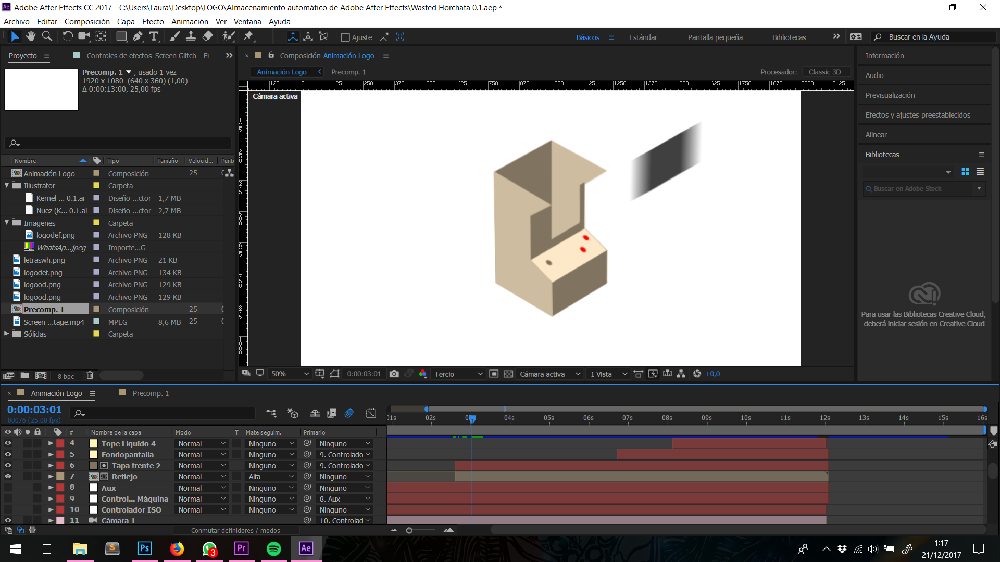 Adobe After Effects CC 2017 - C:\Users\Laura\Desktop\LOGO\Almacenamiento automático de Adobe After Effects\Wasted Horchata 0.1.aep *
Archivo Editar Composición Capa Efecto Animación Ver Ventana Ayuda
Ajuste Básicos Estándar Pantalla pequeña Bibliotecas Buscar en la Ayuda
Proyecto Controles de efectos Screen Glitch - Fr
Composición Animación Logo
Precomp. 1 , usado 1 vez
1920 x 1080 (640 x 360) (1,00)
Δ 0:00:13:00, 25,00 fps
Animación Logo Precomp. 1 Procesador: Classic 3D
125 0 125 250 375 500 625 750 875 1000 1125 1250 1375 1500 1625 1750 1875 2000 2125
Cámara activa
125
250
375
500
625
750
875
1000
Nombre Tipo Tamaño Velocid... Punto
Animación Logo Composición 25
Illustrator Carpeta
Kernel ... 0.1.ai Diseño ...ctor 1,7 MB
Nuez (K... 0.1.ai Diseño ...ctor 2,7 MB
Imagenes Carpeta
logodef.png Archivo PNG 128 KB
WhatsAp...jpeg Importe...G
letraswh.png Archivo PNG 21 KB
logodef.png Archivo PNG 134 KB
logood.png Archivo PNG 129 KB
logood.png Archivo PNG 129 KB
Precomp. 1 Composición 25
Screen ...tage.mp4 MPEG 8,6 MB 25
Sólidas Carpeta
8 bpc
50% 0:00:03:01 Tercio Cámara activa 1 Vista +0,0
Información
Audio
Previsualización
Efectos y ajustes preestablecidos
Alinear
Bibliotecas
Buscar en Adobe Stock
Para usar las Bibliotecas Creative Cloud,
deberá iniciar sesión en Creative Cloud
Animación Logo Precomp. 1
0:00:03:01
00076 (25.00 fps)
01s 02s 04s 05s 06s 07s 08s 09s 10s 11s 12s 13s 14s 15s 16s
# Nombre de la capa Modo T Mate seguim. Primario
4 Tope Líquido 4 Normal Ninguno Ninguno
5 Fondopantalla Normal Ninguno 9. Controlado
6 Tapa frente 2 Normal Ninguno 9. Controlado
7 Reflejo Normal Alfa Ninguno
8 Aux Normal Ninguno Ninguno
9 Control... Máquina Normal Ninguno 8. Aux
10 Controlador ISO Normal Ninguno Ninguno
11 Cámara 1 10. Controlad
Conmutar definidores / modos
S Ps 3 Pr Ae
1:17
21/12/2017